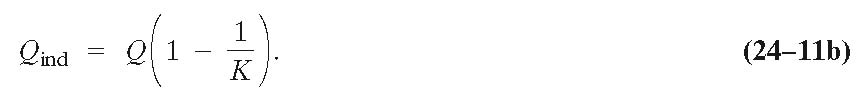 Q_ind = Q(1 − 1/K). (24–11b)